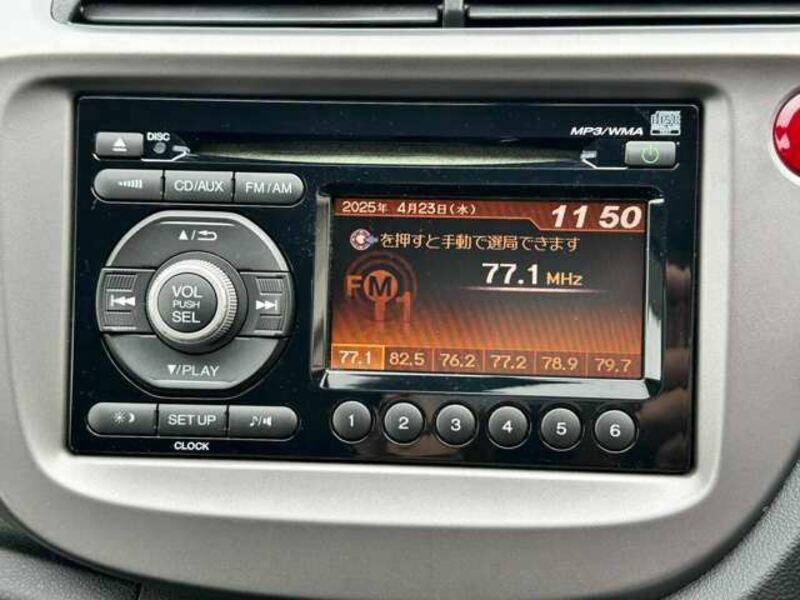 DISC
MP3/WMA
disc
CD/AUX
FM/AM
2025年 4月23日(水)
11 50
を押すと手動で選局できます
77.1 MHz
FM1
77.1 82.5 76.2 77.2 78.9 79.7
VOL
PUSH
SEL
/PLAY
SET UP
CLOCK
1 2 3 4 5 6